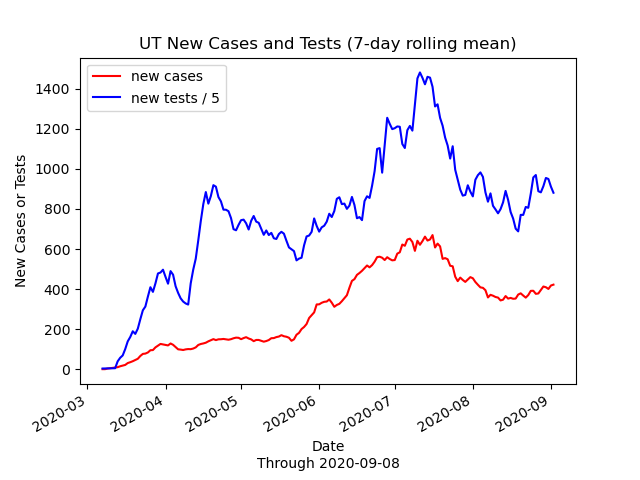 UT New Cases and Tests (7-day rolling mean)
new cases
new tests / 5
New Cases or Tests
1400
1200
1000
800
600
400
200
0
2020-03
2020-04
2020-05
2020-06
2020-07
2020-08
2020-09
Date
Through 2020-09-08